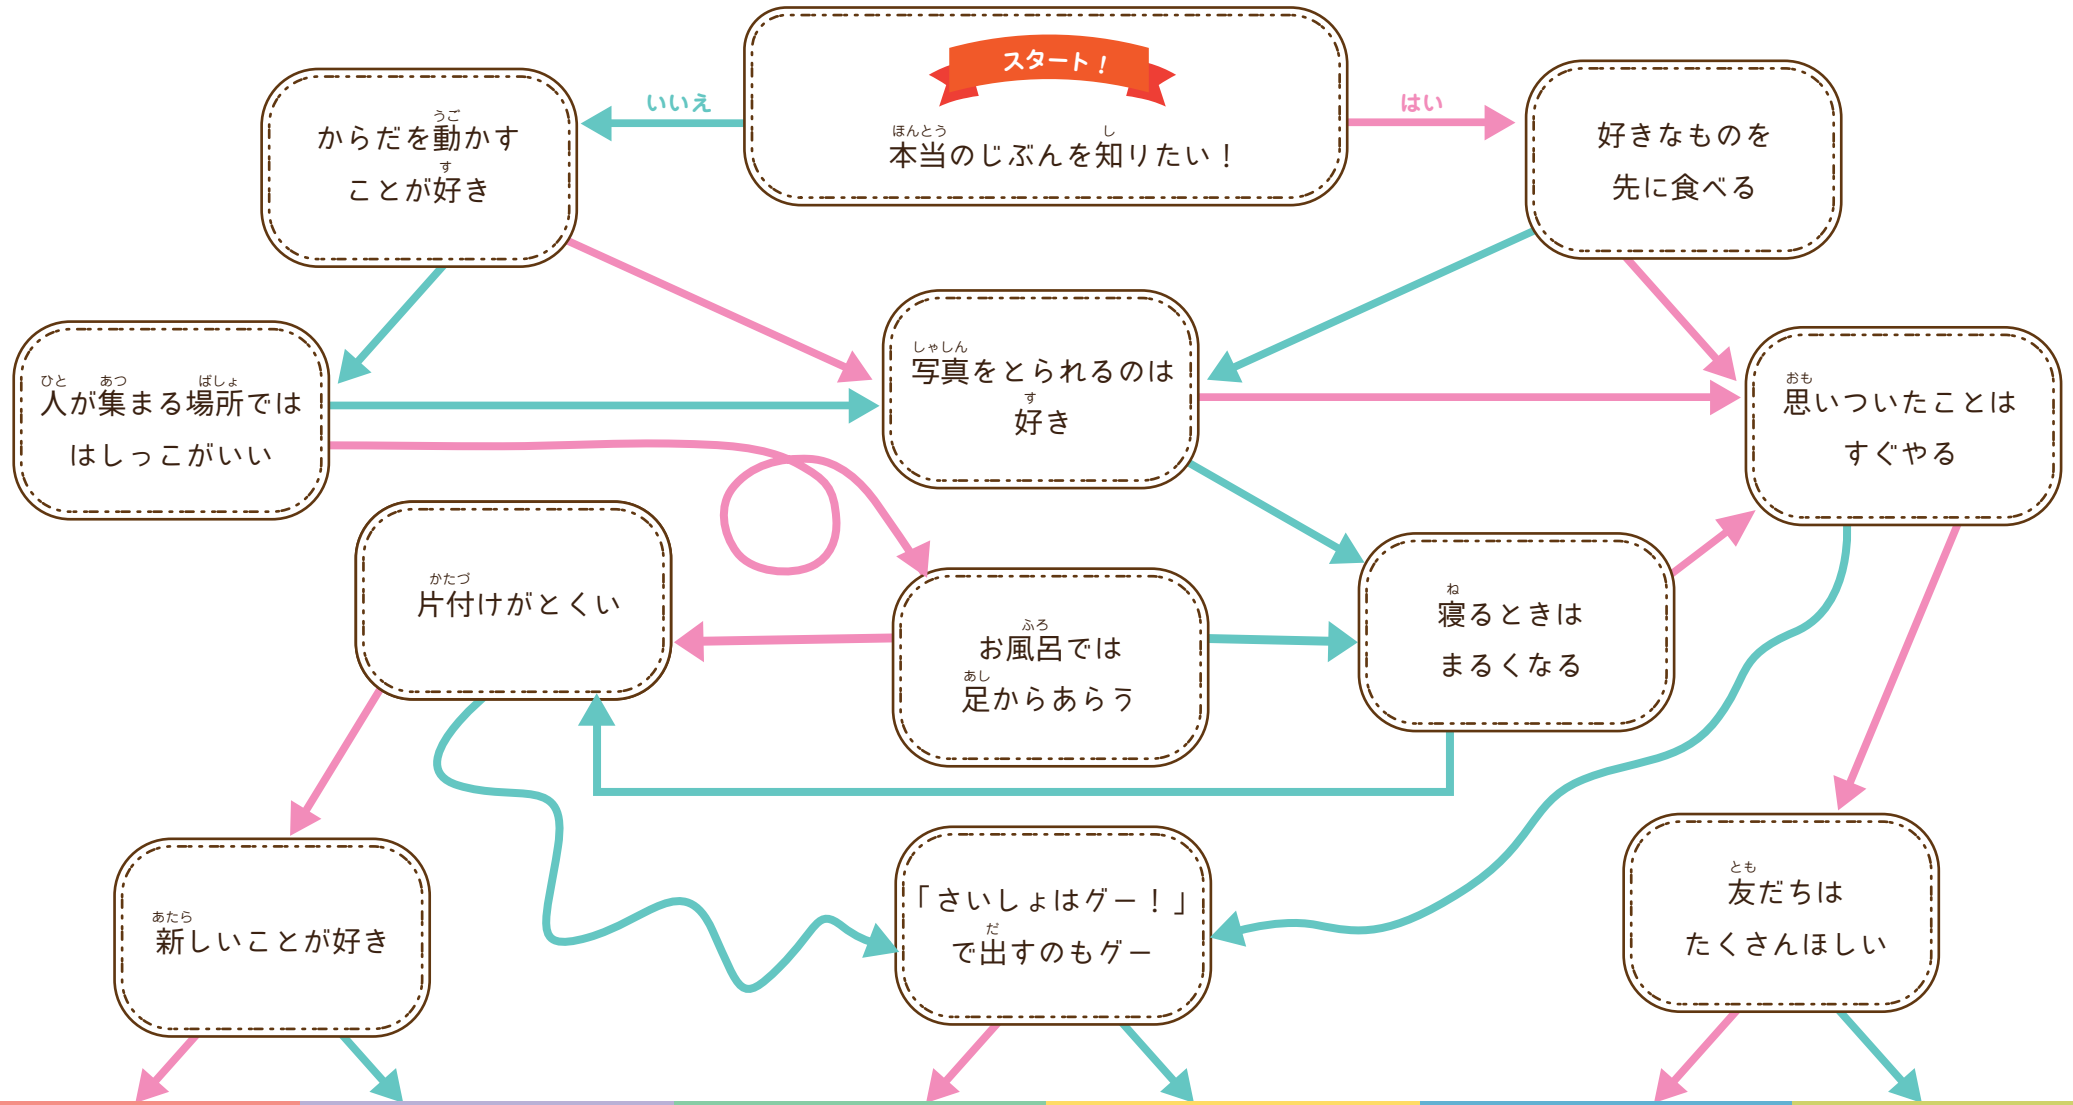 スタート！
ほんとう
し
本当のじぶんを知りたい！
いいえ
はい
うご
からだを動かす
す
ことが好き
好きなものを
先に食べる
ひと
あつ
ばしょ
人が集まる場所では
はしっこがいい
しゃしん
写真をとられるのは
す
好き
おも
思いついたことは
すぐやる
かたづ
片付けがとくい
ふろ
お風呂では
あし
足からあらう
ね
寝るときは
まるくなる
あたら
新しいことが好き
「さいしょはグー！」
だ
で出すのもグー
とも
友だちは
たくさんほしい